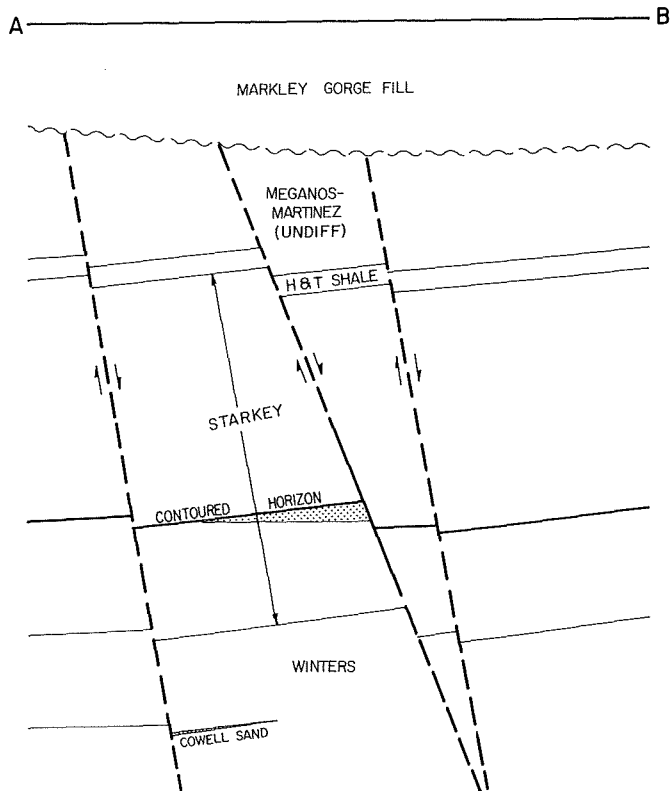 A B
MARKLEY GORGE FILL
MEGANOS-
MARTINEZ
(UNDIFF)
H&T SHALE
STARKEY
CONTOURED HORIZON
WINTERS
COWELL SAND